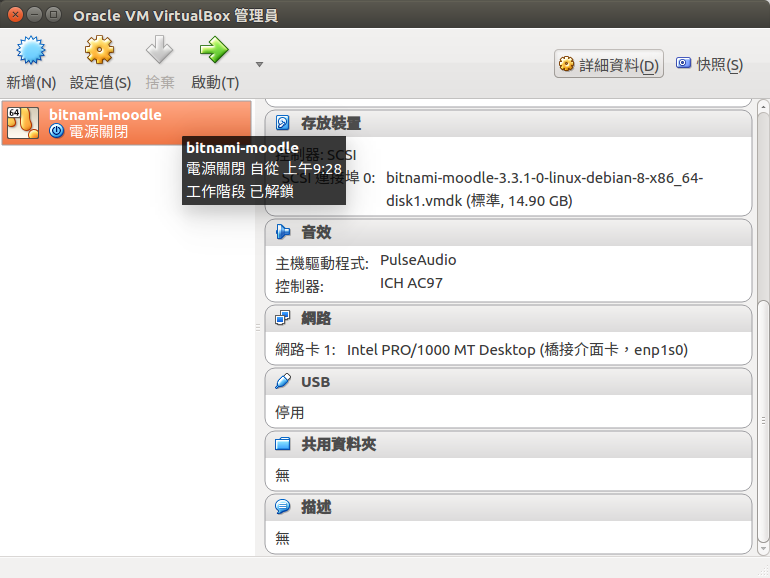 Oracle VM VirtualBox 管理員
新增(N)
設定值(S)
捨棄
啟動(T)
詳細資料(D)
快照(S)
64
bitnami-moodle
電源關閉
bitnami-moodle
電源關閉 自從 上午9:28
工作階段 已解鎖
存放裝置
控制器: SCSI
SCSI 連接埠 0: bitnami-moodle-3.3.1-0-linux-debian-8-x86_64-
disk1.vmdk (標準, 14.90 GB)
音效
主機驅動程式: PulseAudio
控制器: ICH AC97
網路
網路卡 1: Intel PRO/1000 MT Desktop (橋接介面卡，enp1s0)
USB
停用
共用資料夾
無
描述
無